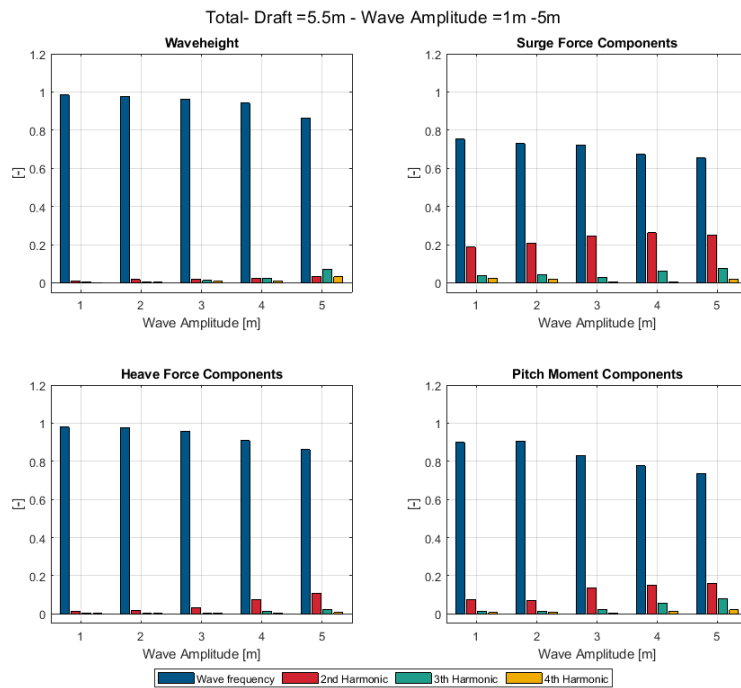 Total- Draft =5.5m - Wave Amplitude =1m -5m
Waveheight
1.2
1
0.8
0.6
0.4
0.2
0
[-]
1 2 3 4 5
Wave Amplitude [m]
Surge Force Components
1.2
1
0.8
0.6
0.4
0.2
0
[-]
1 2 3 4 5
Wave Amplitude [m]
Heave Force Components
1.2
1
0.8
0.6
0.4
0.2
0
[-]
1 2 3 4 5
Wave Amplitude [m]
Pitch Moment Components
1.2
1
0.8
0.6
0.4
0.2
0
[-]
1 2 3 4 5
Wave Amplitude [m]
Wave frequency 2nd Harmonic 3th Harmonic 4th Harmonic